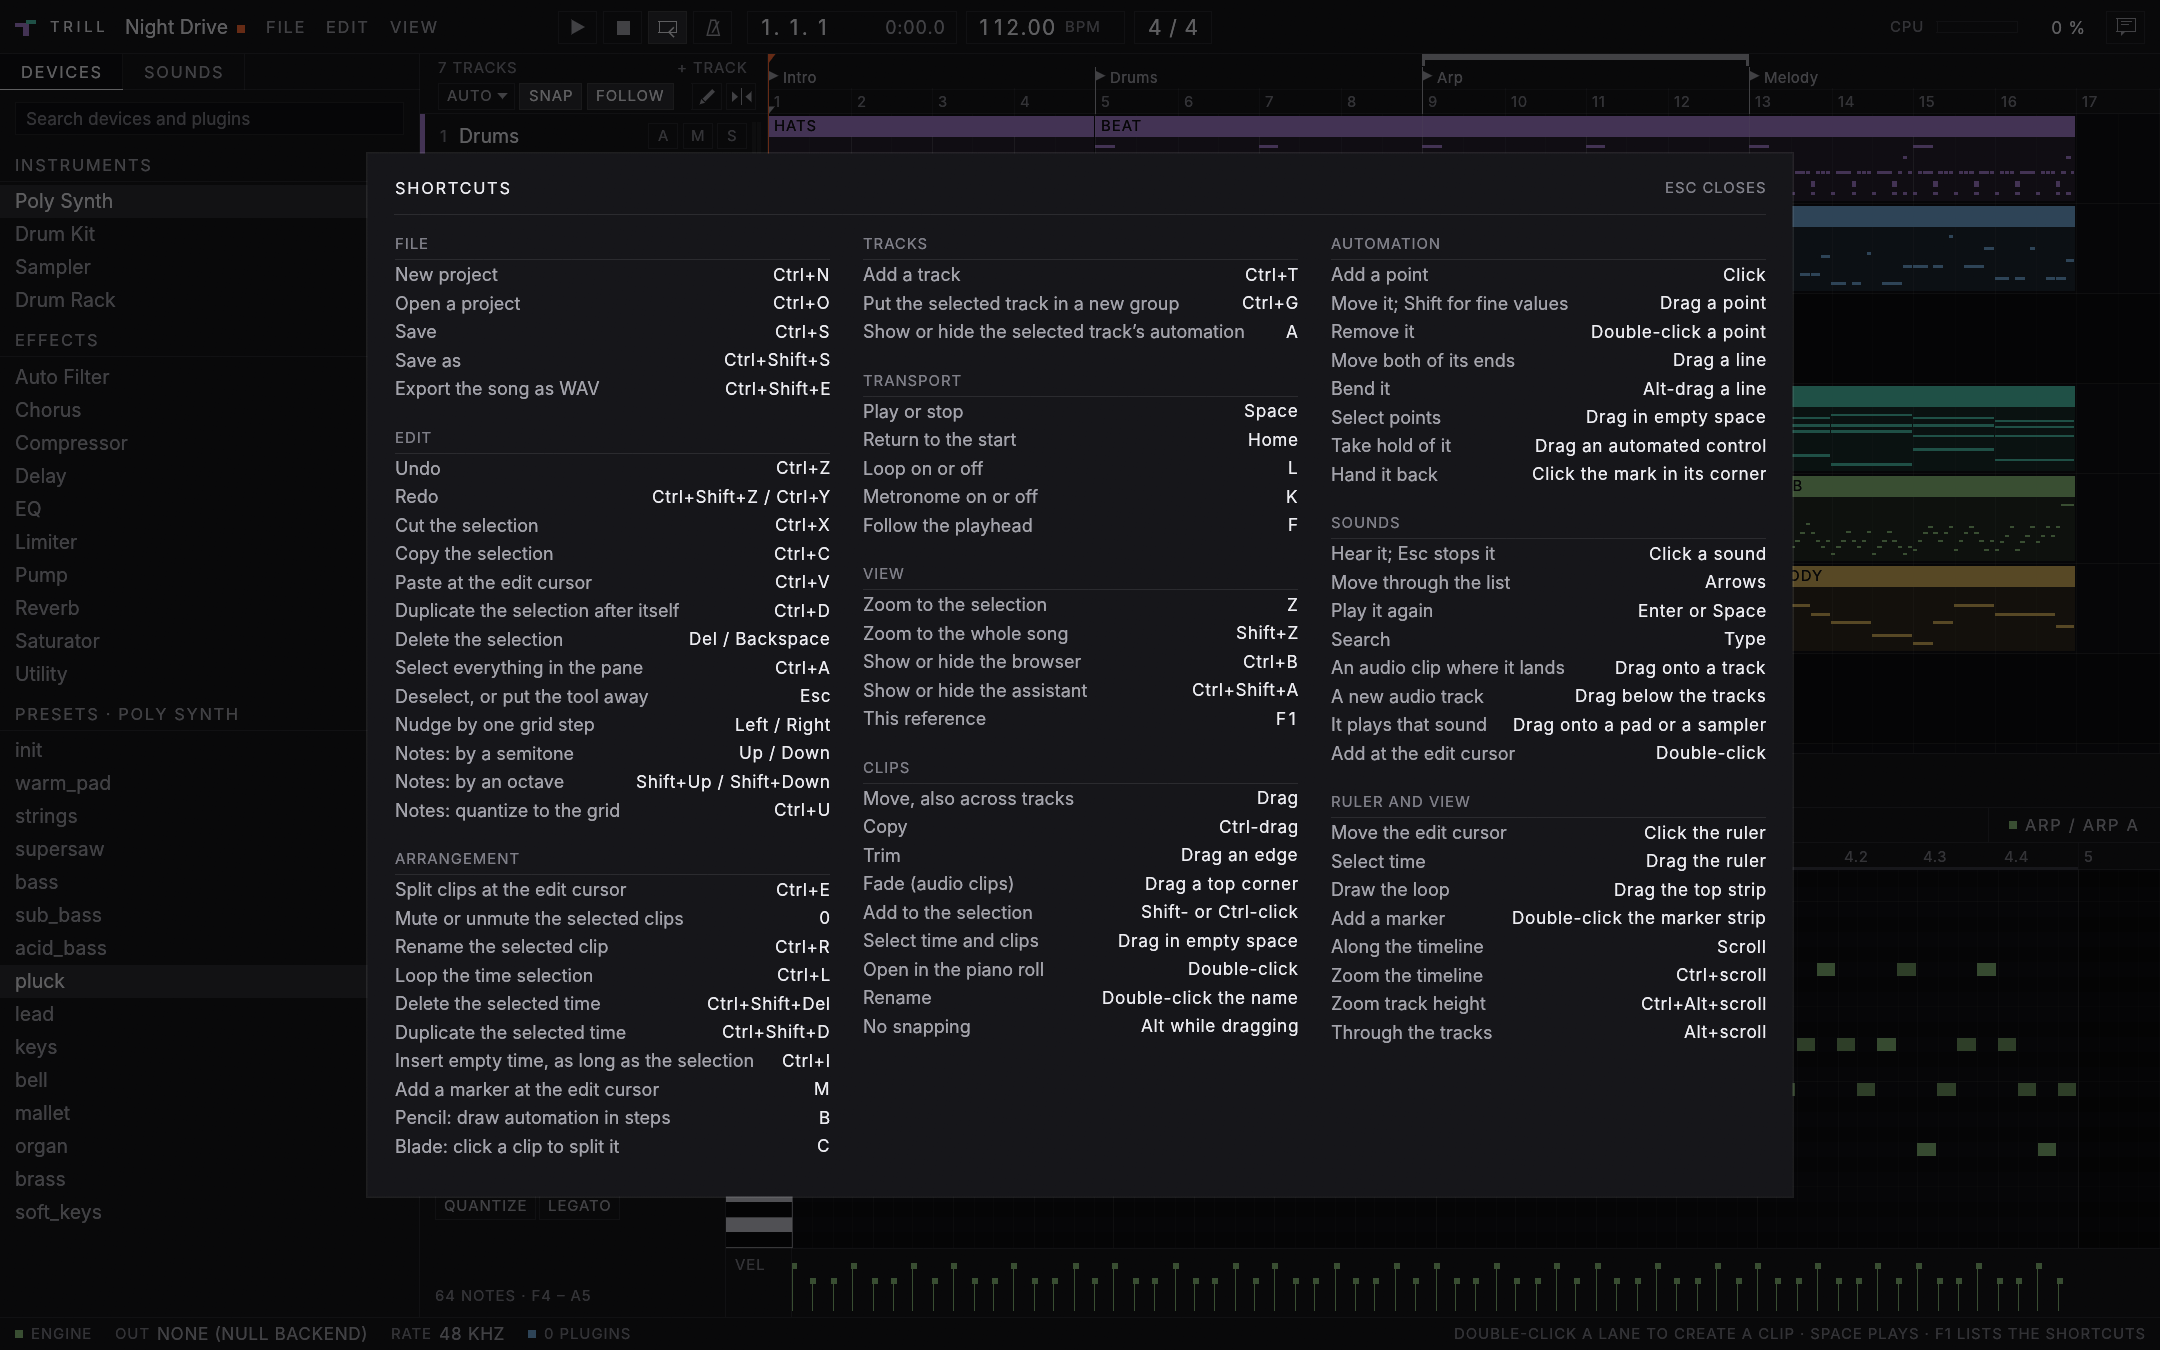 TRILL Night Drive FILE EDIT VIEW 1. 1. 1 0:00.0 112.00 BPM 4 / 4 CPU 0 %
DEVICES SOUNDS
Search devices and plugins
INSTRUMENTS
Poly Synth
Drum Kit
Sampler
Drum Rack
EFFECTS
Auto Filter
Chorus
Compressor
Delay
EQ
Limiter
Pump
Reverb
Saturator
Utility
PRESETS · POLY SYNTH
init
warm_pad
strings
supersaw
bass
sub_bass
acid_bass
pluck
lead
keys
bell
mallet
organ
brass
soft_keys
7 TRACKS + TRACK
AUTO SNAP FOLLOW
1 Drums A M S
Intro Drums Arp Melody
1 2 3 4 5 6 7 8 9 10 11 12 13 14 15 16 17
HATS BEAT
SHORTCUTS ESC CLOSES
FILE
New project Ctrl+N
Open a project Ctrl+O
Save Ctrl+S
Save as Ctrl+Shift+S
Export the song as WAV Ctrl+Shift+E
EDIT
Undo Ctrl+Z
Redo Ctrl+Shift+Z / Ctrl+Y
Cut the selection Ctrl+X
Copy the selection Ctrl+C
Paste at the edit cursor Ctrl+V
Duplicate the selection after itself Ctrl+D
Delete the selection Del / Backspace
Select everything in the pane Ctrl+A
Deselect, or put the tool away Esc
Nudge by one grid step Left / Right
Notes: by a semitone Up / Down
Notes: by an octave Shift+Up / Shift+Down
Notes: quantize to the grid Ctrl+U
ARRANGEMENT
Split clips at the edit cursor Ctrl+E
Mute or unmute the selected clips 0
Rename the selected clip Ctrl+R
Loop the time selection Ctrl+L
Delete the selected time Ctrl+Shift+Del
Duplicate the selected time Ctrl+Shift+D
Insert empty time, as long as the selection Ctrl+I
Add a marker at the edit cursor M
Pencil: draw automation in steps B
Blade: click a clip to split it C
TRACKS
Add a track Ctrl+T
Put the selected track in a new group Ctrl+G
Show or hide the selected track’s automation A
TRANSPORT
Play or stop Space
Return to the start Home
Loop on or off L
Metronome on or off K
Follow the playhead F
VIEW
Zoom to the selection Z
Zoom to the whole song Shift+Z
Show or hide the browser Ctrl+B
Show or hide the assistant Ctrl+Shift+A
This reference F1
CLIPS
Move, also across tracks Drag
Copy Ctrl-drag
Trim Drag an edge
Fade (audio clips) Drag a top corner
Add to the selection Shift- or Ctrl-click
Select time and clips Drag in empty space
Open in the piano roll Double-click
Rename Double-click the name
No snapping Alt while dragging
AUTOMATION
Add a point Click
Move it; Shift for fine values Drag a point
Remove it Double-click a point
Move both of its ends Drag a line
Bend it Alt-drag a line
Select points Drag in empty space
Take hold of it Drag an automated control
Hand it back Click the mark in its corner
SOUNDS
Hear it; Esc stops it Click a sound
Move through the list Arrows
Play it again Enter or Space
Search Type
An audio clip where it lands Drag onto a track
A new audio track Drag below the tracks
It plays that sound Drag onto a pad or a sampler
Add at the edit cursor Double-click
RULER AND VIEW
Move the edit cursor Click the ruler
Select time Drag the ruler
Draw the loop Drag the top strip
Add a marker Double-click the marker strip
Along the timeline Scroll
Zoom the timeline Ctrl+scroll
Zoom track height Ctrl+Alt+scroll
Through the tracks Alt+scroll
B
ODY
ARP / ARP A
4.2 4.3 4.4 5
QUANTIZE LEGATO
VEL
64 NOTES · F4 – A5
ENGINE OUT NONE (NULL BACKEND) RATE 48 KHZ 0 PLUGINS DOUBLE-CLICK A LANE TO CREATE A CLIP · SPACE PLAYS · F1 LISTS THE SHORTCUTS